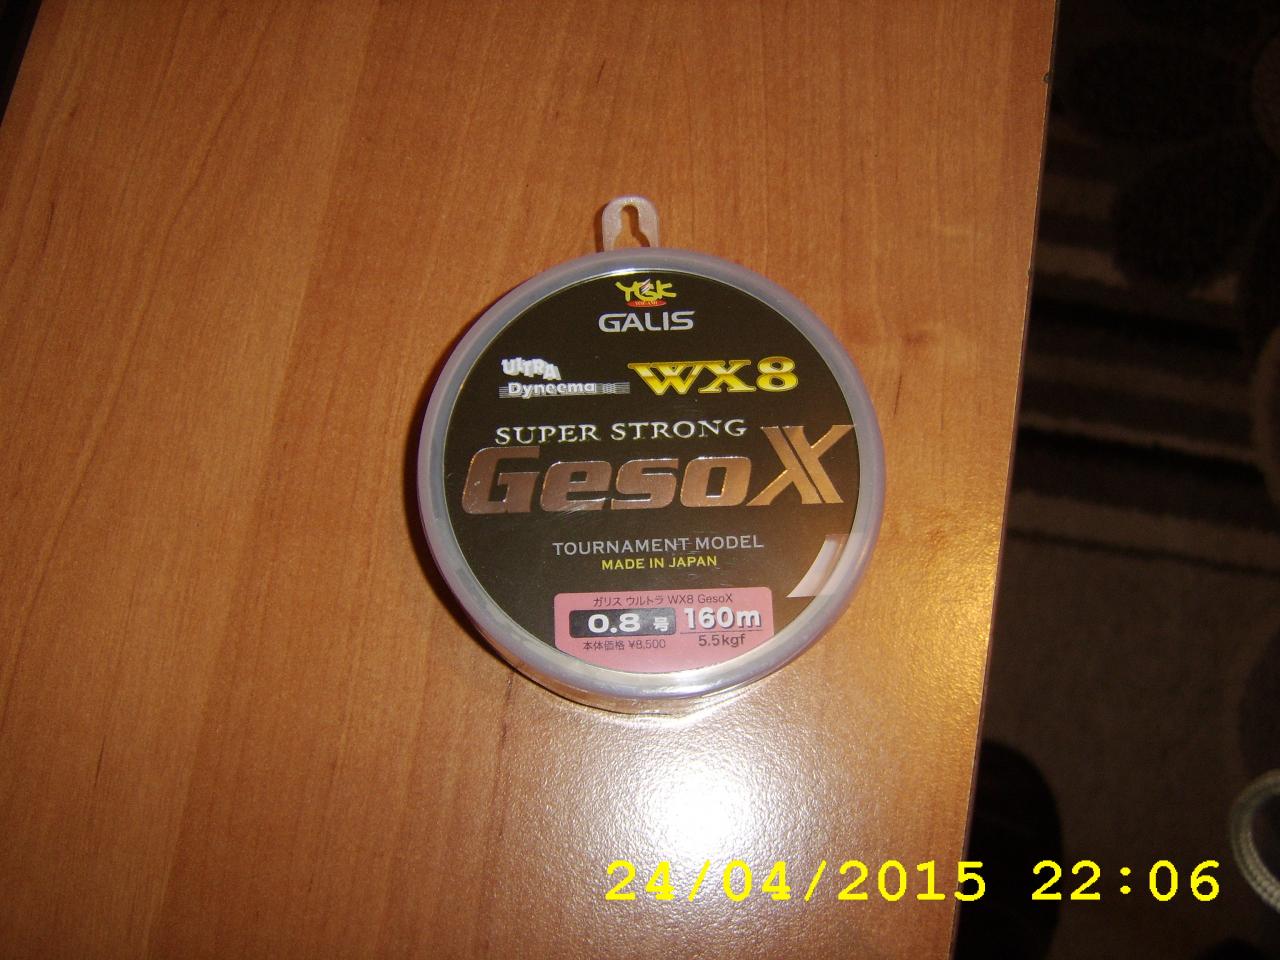 YGK
GALIS
ULTRA
Dyneema
WX8
SUPER STRONG
GesoX
TOURNAMENT MODEL
MADE IN JAPAN
ガリス ウルトラ WX8 GesoX
0.8 号 160m
本体価格 ¥8,500 5.5kgf
24/04/2015 22:06